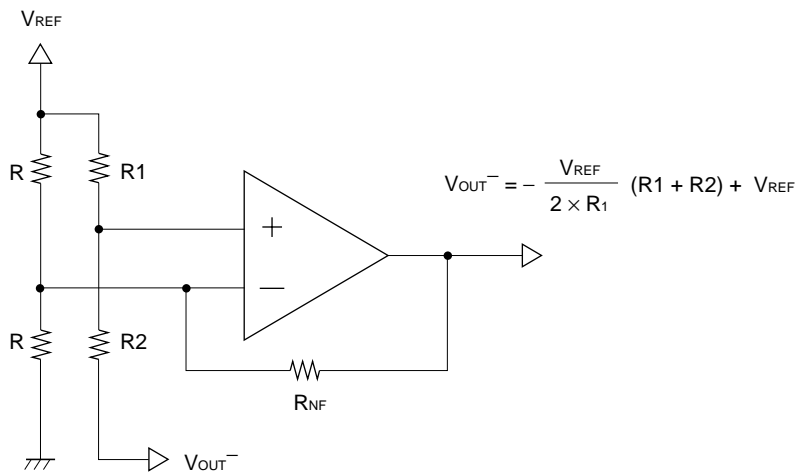 VREF
R
R1
+
−
VOUT− = − VREF / 2 × R1 (R1 + R2) + VREF
R
R2
RNF
VOUT−